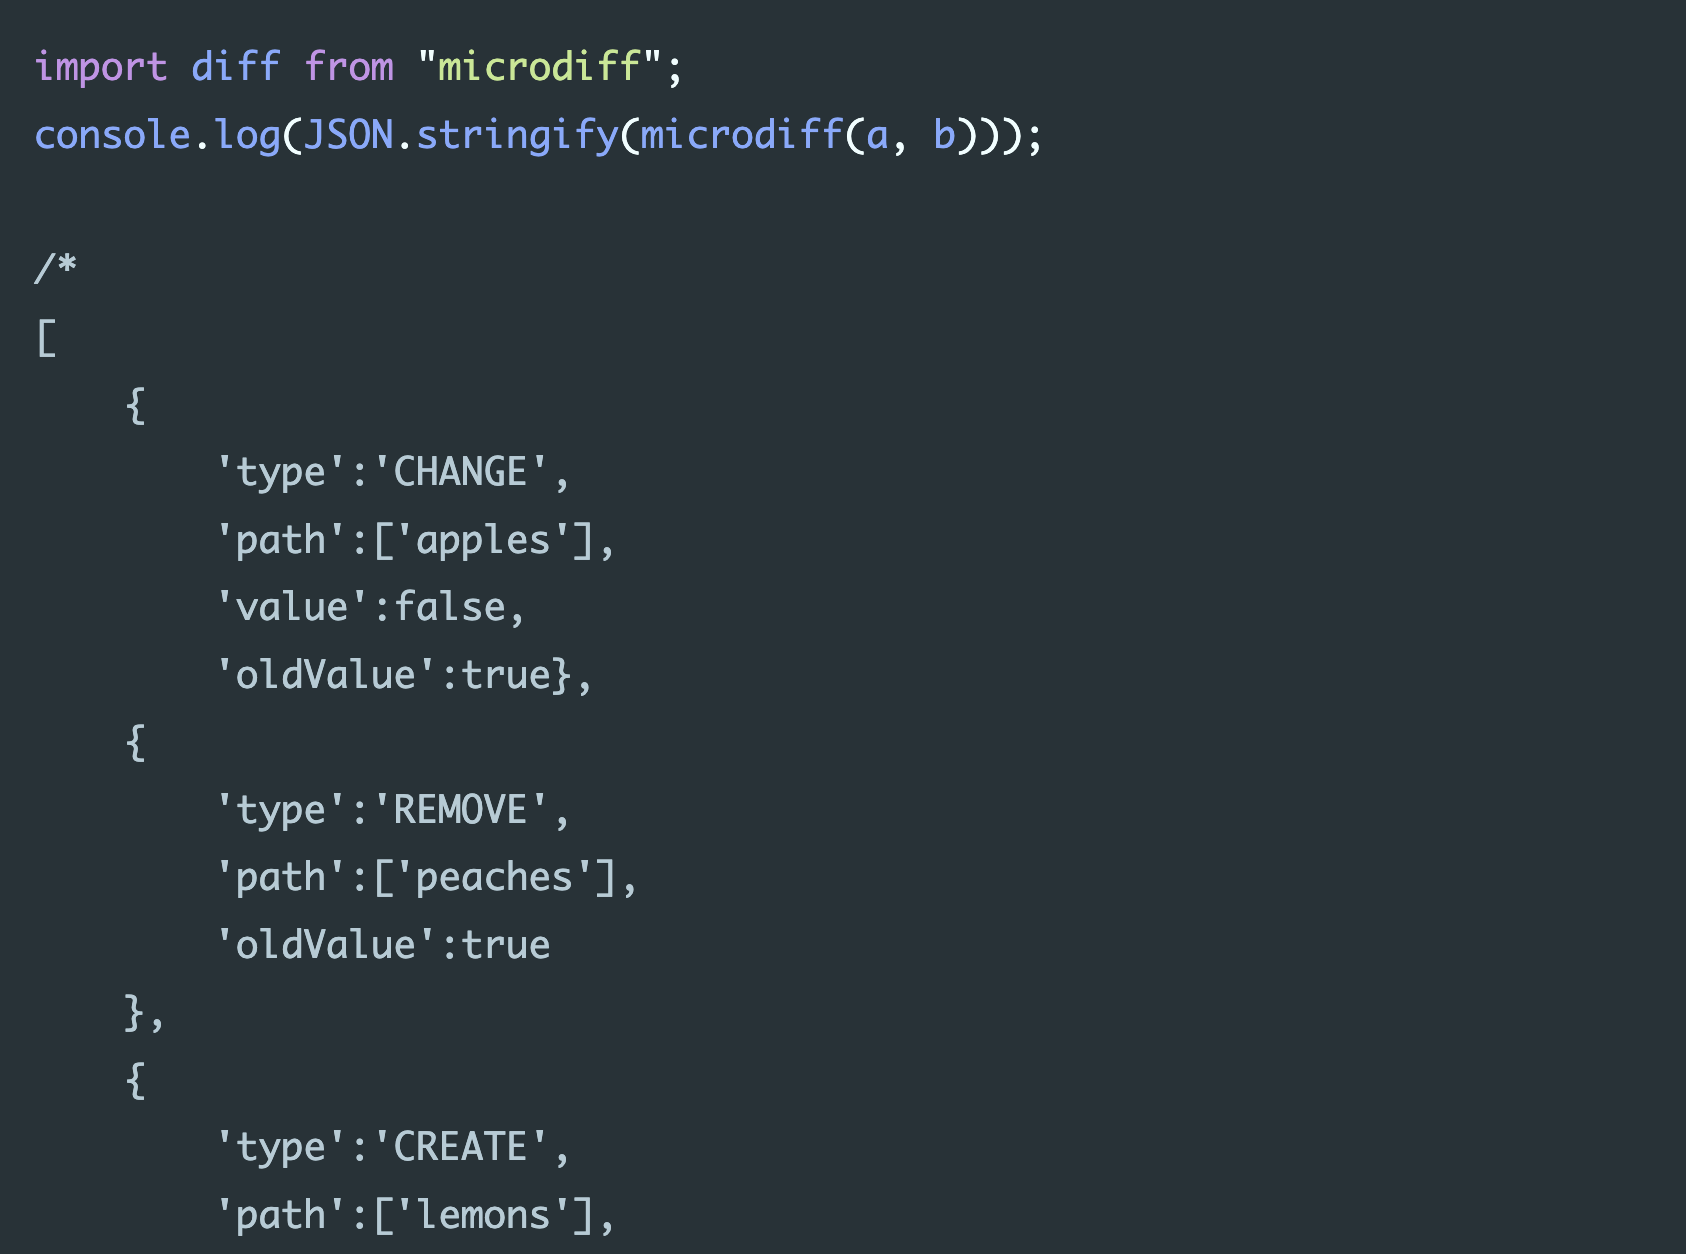 import diff from "microdiff";
console.log(JSON.stringify(microdiff(a, b)));
/*
[
    {
        'type':'CHANGE',
        'path':['apples'],
        'value':false,
        'oldValue':true},
    {
        'type':'REMOVE',
        'path':['peaches'],
        'oldValue':true
    },
    {
        'type':'CREATE',
        'path':['lemons'],